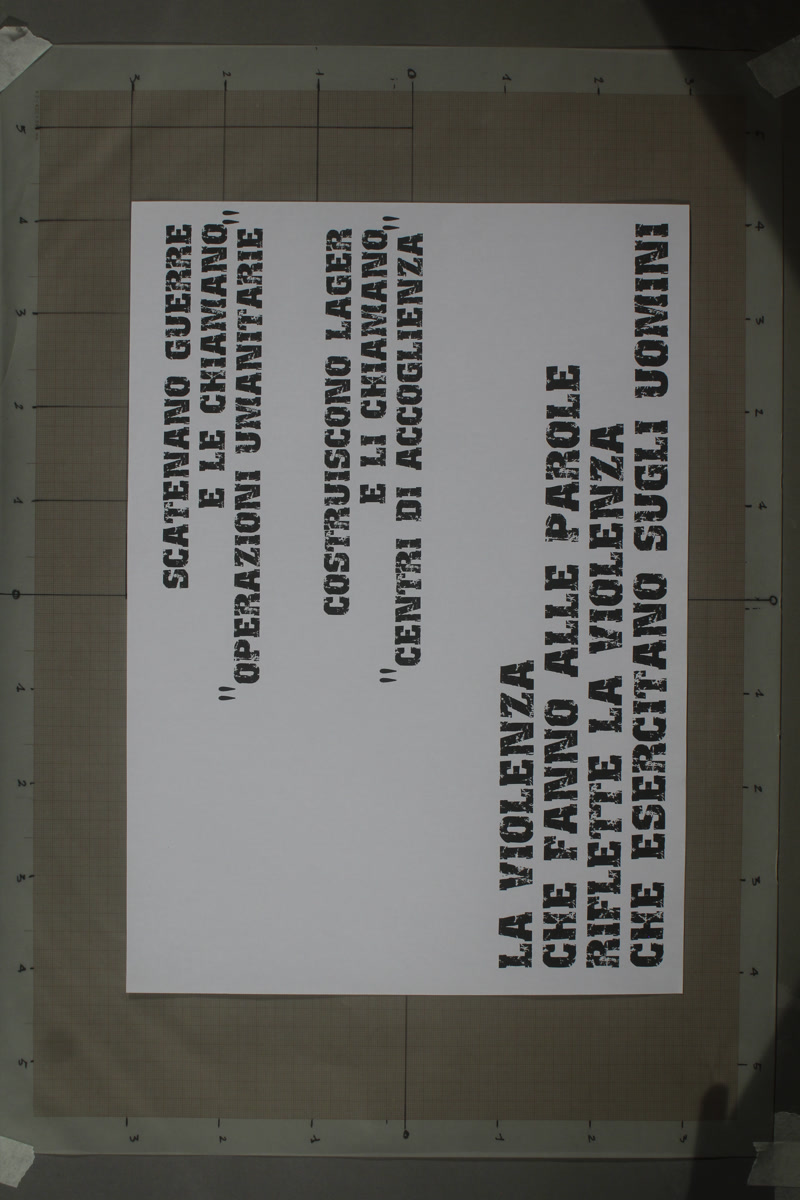 SCATENANO GUERRE
E LE CHIAMANO
"OPERAZIONI UMANITARIE"
COSTRUISCONO LAGER
E LI CHIAMANO
"CENTRI DI ACCOGLIENZA"
LA VIOLENZA
CHE FANNO ALLE PAROLE
RIFLETTE LA VIOLENZA
CHE ESERCITANO SUGLI UOMINI